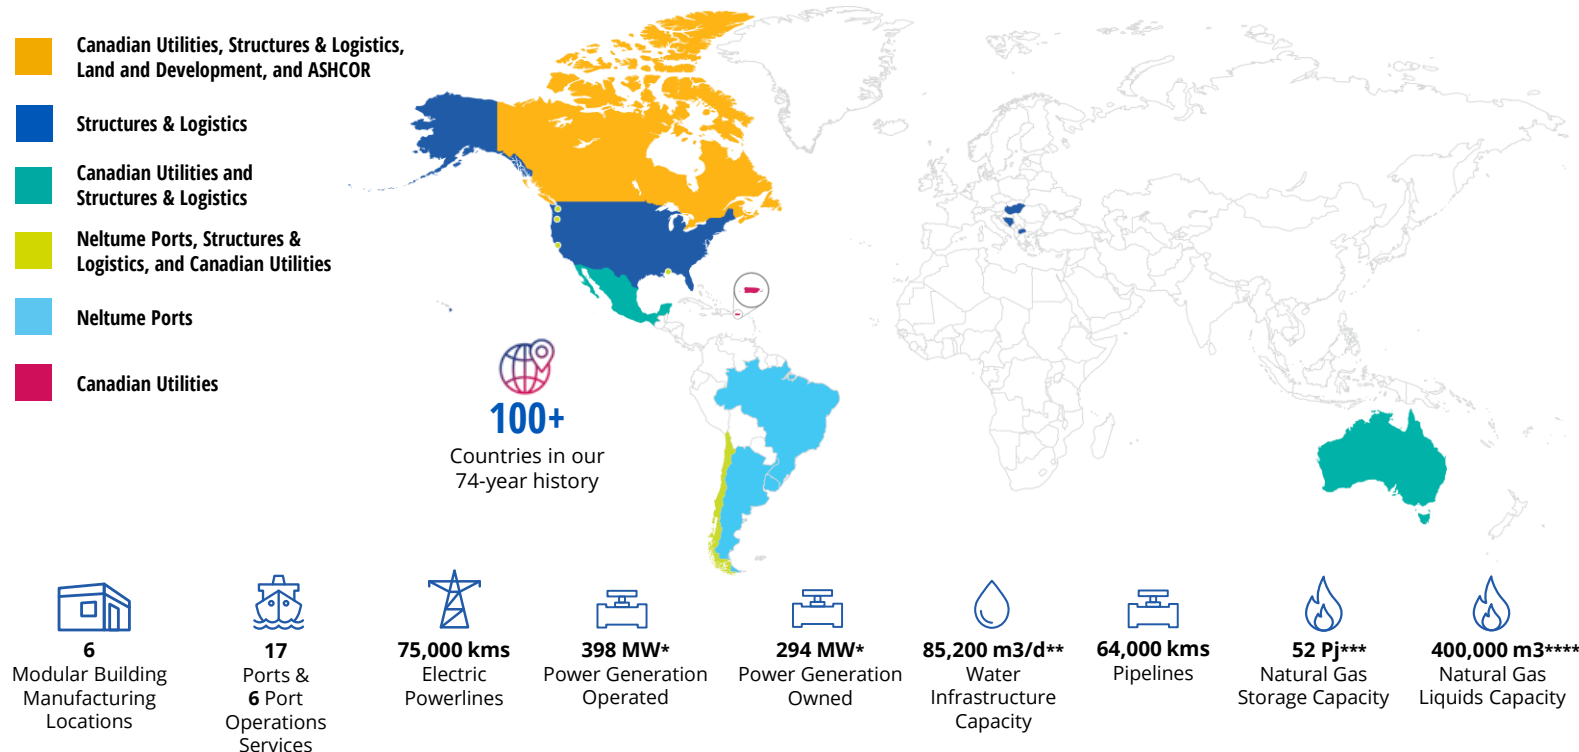 Canadian Utilities, Structures & Logistics,
Land and Development, and ASHCOR
Structures & Logistics
Canadian Utilities and
Structures & Logistics
Neltume Ports, Structures &
Logistics, and Canadian Utilities
Neltume Ports
Canadian Utilities
100+
Countries in our
74-year history
6
Modular Building
Manufacturing
Locations
17
Ports &
6 Port
Operations
Services
75,000 kms
Electric
Powerlines
398 MW*
Power Generation
Operated
294 MW*
Power Generation
Owned
85,200 m3/d**
Water
Infrastructure
Capacity
64,000 kms
Pipelines
52 Pj***
Natural Gas
Storage Capacity
400,000 m3****
Natural Gas
Liquids Capacity